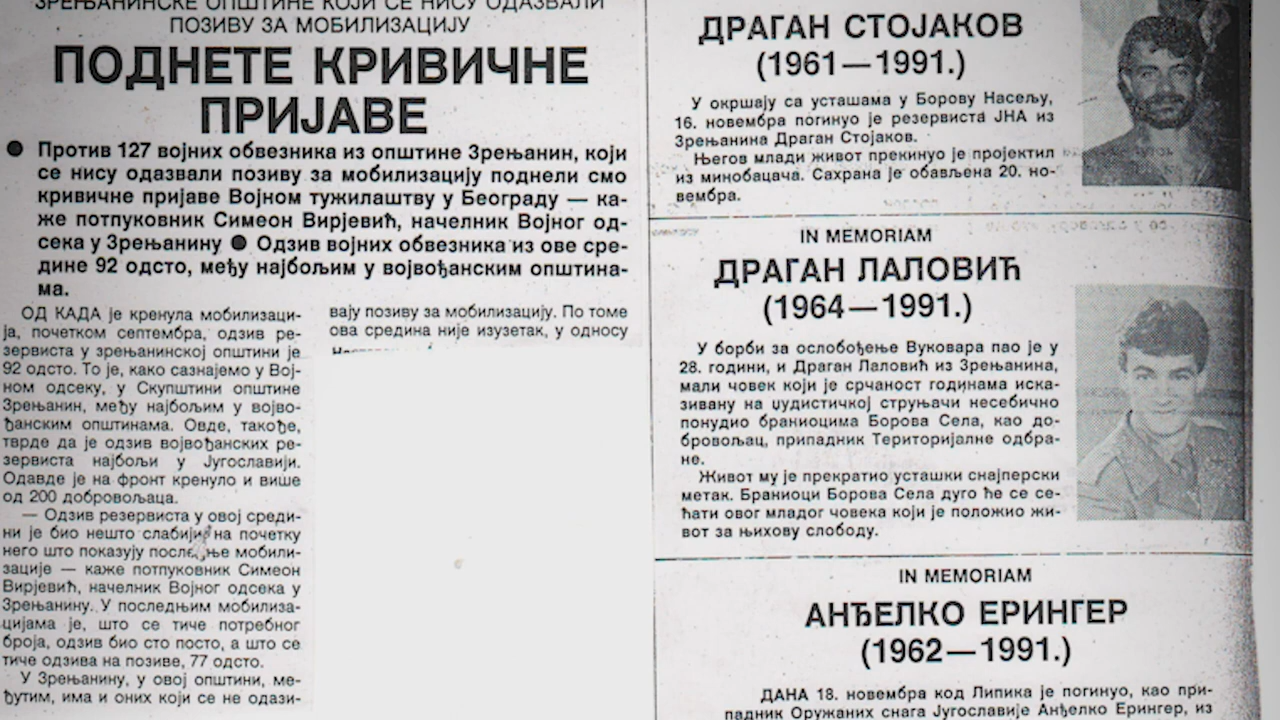 ЗРЕЊАНИНСКЕ ОПШТИНЕ КОЈИ СЕ НИСУ ОДАЗВАЛИ
ПОЗИВУ ЗА МОБИЛИЗАЦИЈУ
ПОДНЕТЕ КРИВИЧНЕ
ПРИЈАВЕ
● Против 127 војних обвезника из општине Зрењанин, који
се нису одазвали позиву за мобилизацију поднели смо
кривичне пријаве Војном тужилаштву у Београду — ка-
же потпуковник Симеон Вирјевић, начелник Војног од-
сека у Зрењанину ● Одзив војних обвезника из ове сре-
дине 92 одсто, међу најбољим у војвођанским општина-
ма.
ОД КАДА је кренула мобилизаци-
ја, почетком септембра, одзив ре-
зервиста у зрењанинској општини је
92 одсто. То је, како сазнајемо у Вој-
ном одсеку, у Скупштини општине
Зрењанин, међу најбољим у војво-
ђанским општинама. Овде, такође,
тврде да је одзив војвођанских ре-
зервиста најбољи у Југославији.
Одавде је на фронт кренуло и више
од 200 добровољаца.
— Одзив резервиста у овој среди-
ни је био нешто слабији на почетку
него што показују последње мобили-
зације — каже потпуковник Симеон
Вирјевић, начелник Војног одсека у
Зрењанину. У последњим мобилиза-
цијама је, што се тиче потребног
броја, одзив био сто посто, а што се
тиче одзива на позиве, 77 одсто.
У Зрењанину, у овој општини, ме-
ђутим, има и оних који се не одази-
вају позиву за мобилизацију. По томе
ова средина није изузетак, у односу
ДРАГАН СТОЈАКОВ
(1961—1991.)
У окршају са усташама у Борову Насељу,
16. новембра погинуо је резервиста ЈНА из
Зрењанина Драган Стојаков.
Његов млади живот прекинуо је пројектил
из минобацача. Сахрана је обављена 20. но-
вембра.
IN MEMORIAM
ДРАГАН ЛАЛОВИЋ
(1964—1991.)
У борби за ослобођење Вуковара пао је у
28. години, и Драган Лаловић из Зрењанина,
мали човек који је срчаност годинама иска-
зивану на џудистичкој струњачи несебично
понудио браниоцима Борова Села, као до-
бровољац, припадник Територијалне одбра-
не.
Живот му је прекратио усташки снајперски
метак. Браниоци Борова Села дуго ће се се-
ћати овог младог човека који је положио жи-
вот за њихову слободу.
IN MEMORIAM
АНЂЕЛКО ЕРИНГЕР
(1962—1991.)
ДАНА 18. новембра код Липика је погинуо, као при-
падник Оружаних снага Југославије Анђелко Ерингер, из